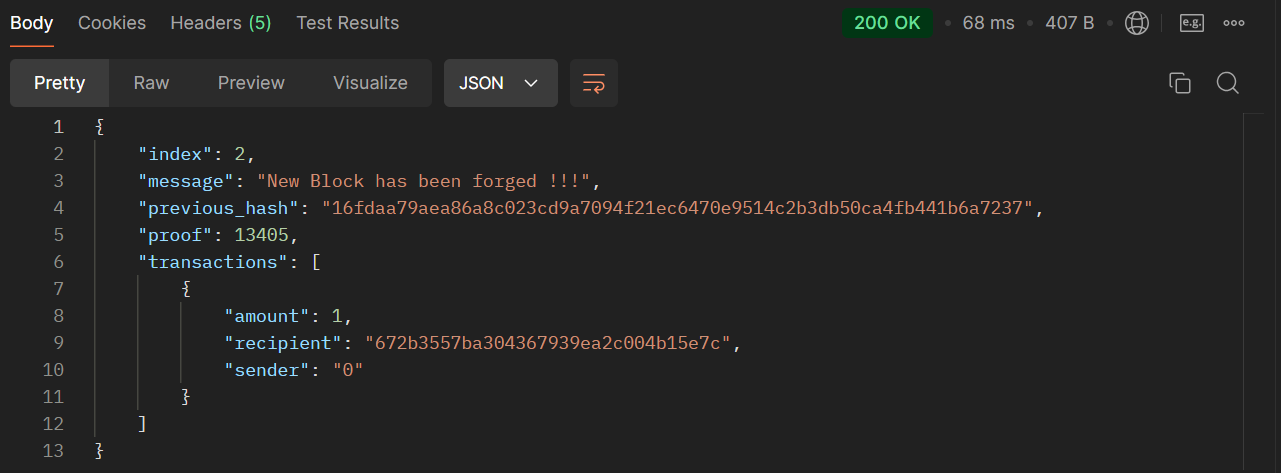 Body Cookies Headers (5) Test Results 200 OK 68 ms 407 B e.g.
Pretty Raw Preview Visualize JSON
1 {
2 "index": 2,
3 "message": "New Block has been forged !!!",
4 "previous_hash": "16fdaa79aea86a8c023cd9a7094f21ec6470e9514c2b3db50ca4fb441b6a7237",
5 "proof": 13405,
6 "transactions": [
7 {
8 "amount": 1,
9 "recipient": "672b3557ba304367939ea2c004b15e7c",
10 "sender": "0"
11 }
12 ]
13 }